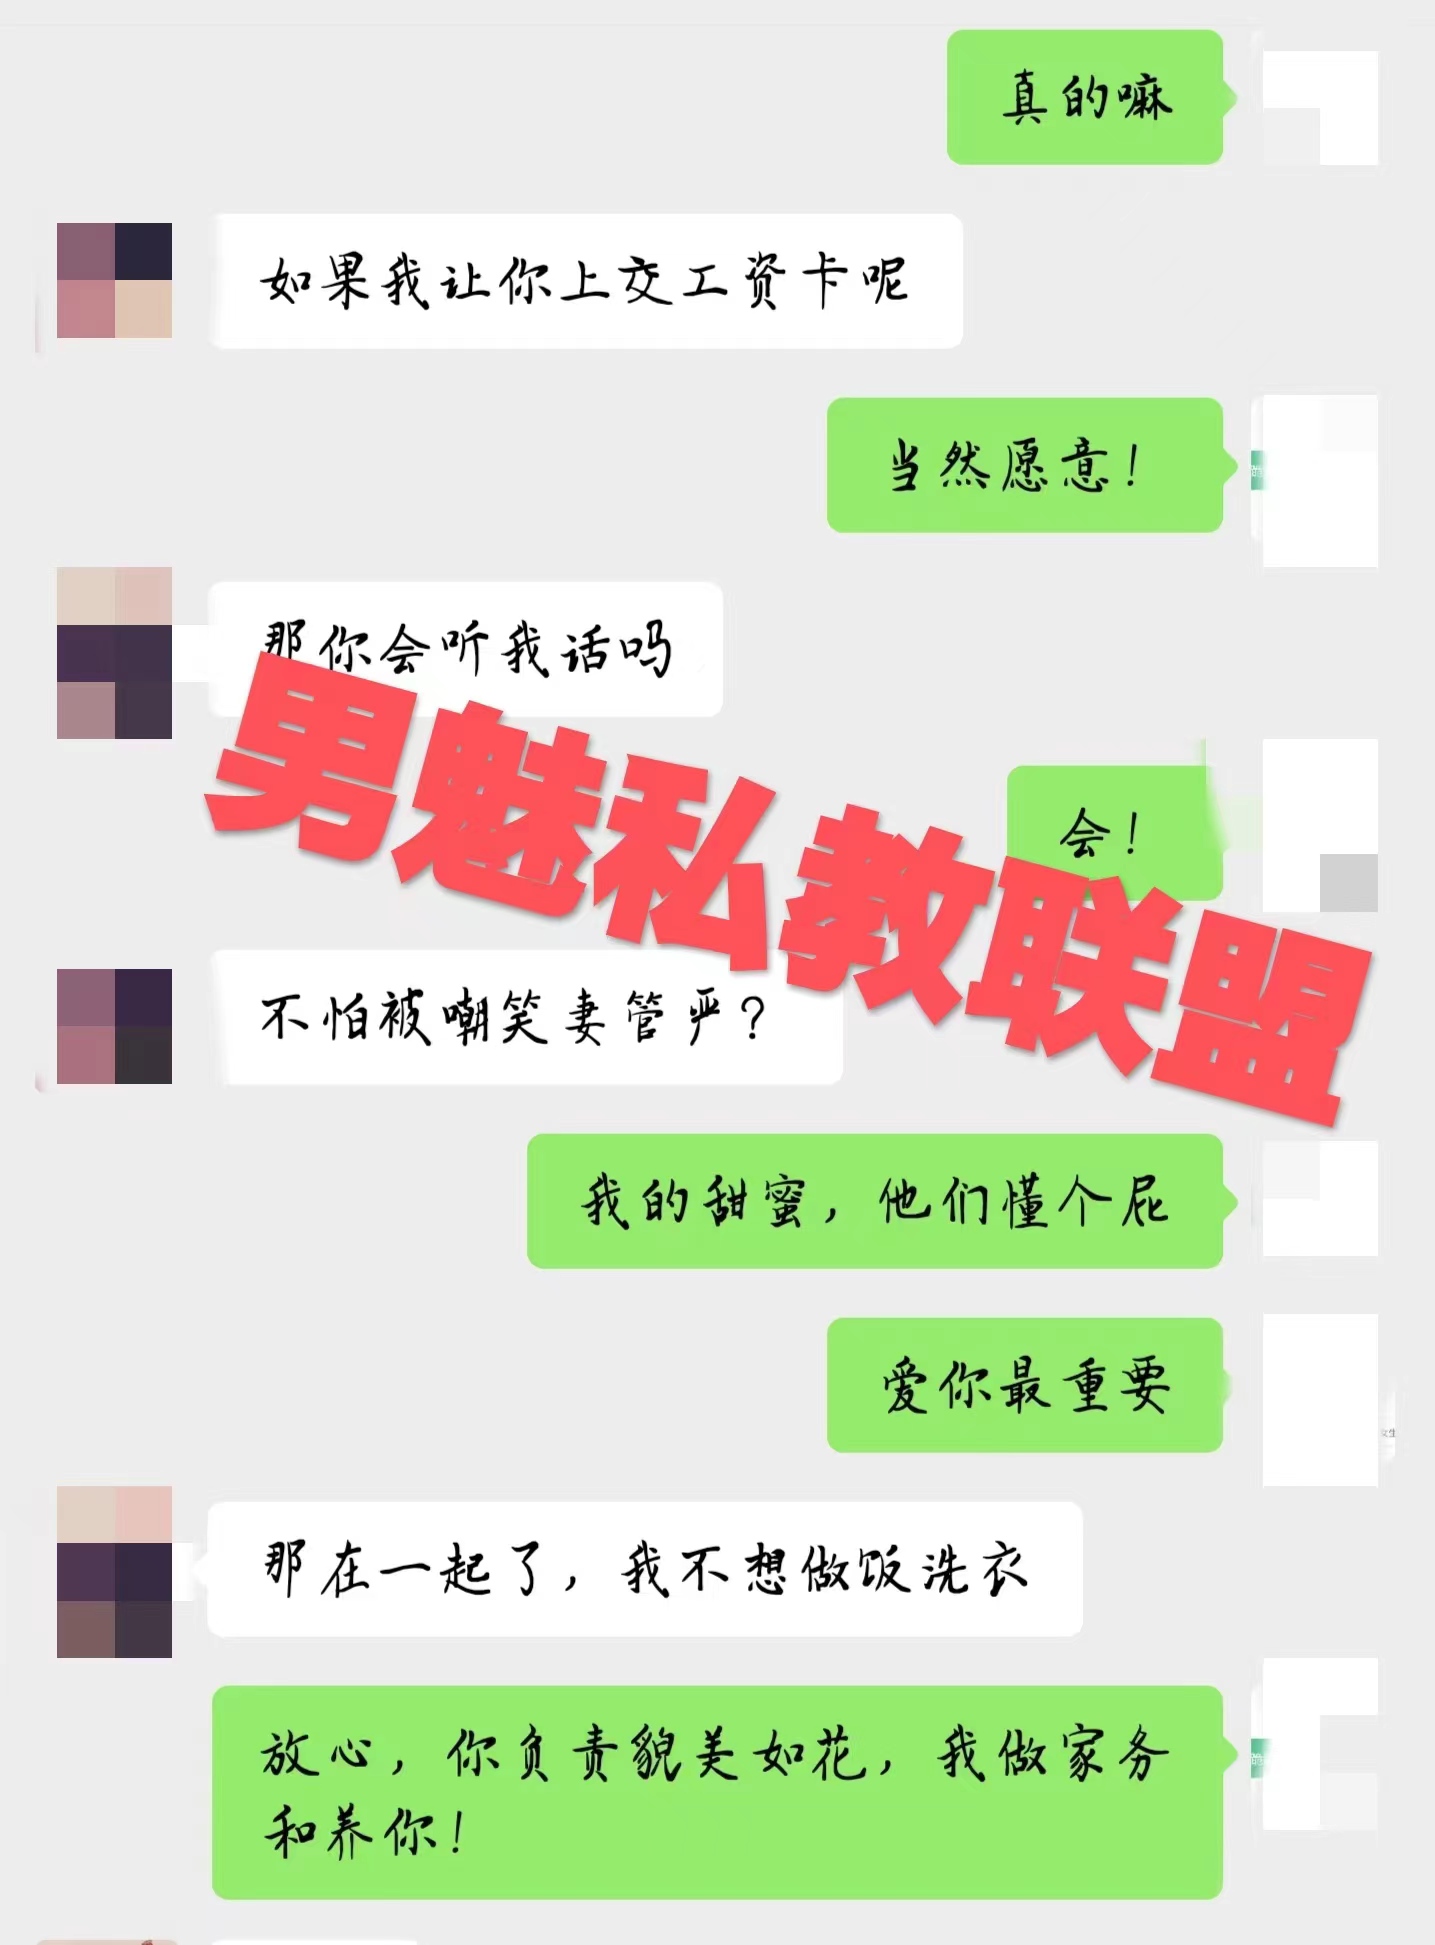 真的嘛
如果我让你上交工资卡呢
当然愿意！
那你会听我话吗
男魅私教联盟
会！
不怕被嘲笑妻管严？
我的甜蜜，他们懂个屁
爱你最重要
那在一起了，我不想做饭洗衣
放心，你负责貌美如花，我做家务
和养你！